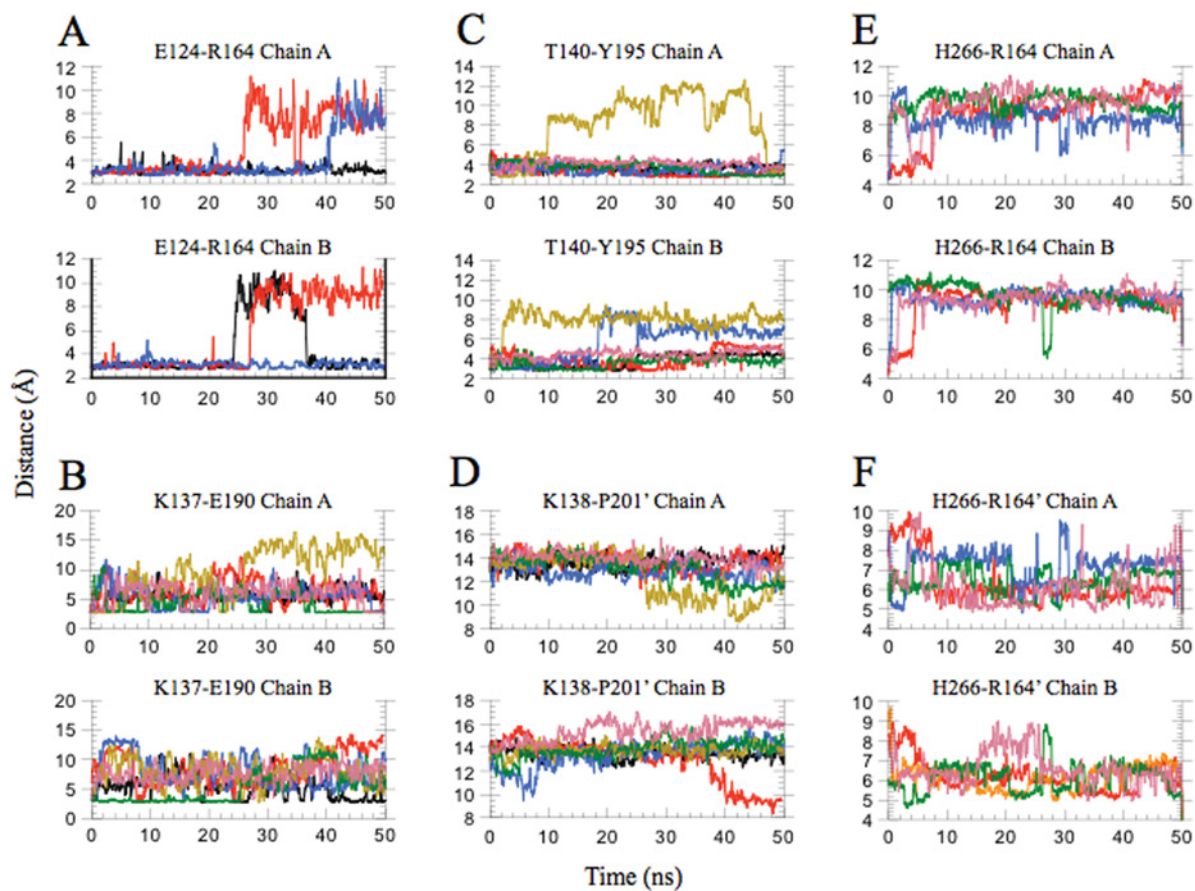 A
E124-R164 Chain A
12
10
8
6
4
2
0 10 20 30 40 50
E124-R164 Chain B
12
10
8
6
4
2
0 10 20 30 40 50
B
K137-E190 Chain A
20
15
10
5
0
0 10 20 30 40 50
K137-E190 Chain B
20
15
10
5
0
0 10 20 30 40 50
C
T140-Y195 Chain A
14
12
10
8
6
4
2
0 10 20 30 40 50
T140-Y195 Chain B
14
12
10
8
6
4
2
0 10 20 30 40 50
D
K138-P201' Chain A
18
16
14
12
10
8
0 10 20 30 40 50
K138-P201' Chain B
18
16
14
12
10
8
0 10 20 30 40 50
E
H266-R164 Chain A
12
10
8
6
4
0 10 20 30 40 50
H266-R164 Chain B
12
10
8
6
4
0 10 20 30 40 50
F
H266-R164' Chain A
10
9
8
7
6
5
4
0 10 20 30 40 50
H266-R164' Chain B
10
9
8
7
6
5
4
0 10 20 30 40 50
Distance (Å)
Time (ns)